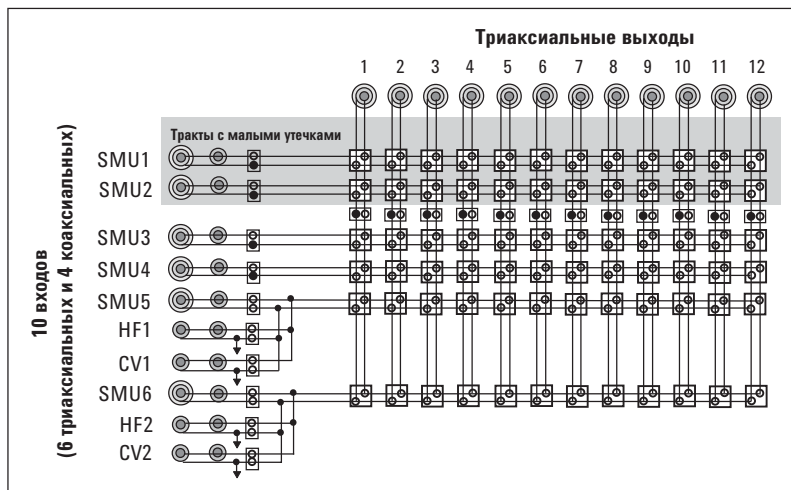 Триаксиальные выходы
1 2 3 4 5 6 7 8 9 10 11 12
Тракты с малыми утечками
SMU1
SMU2
SMU3
SMU4
SMU5
HF1
CV1
SMU6
HF2
CV2
10 входов
(6 триаксиальных и 4 коаксиальных)